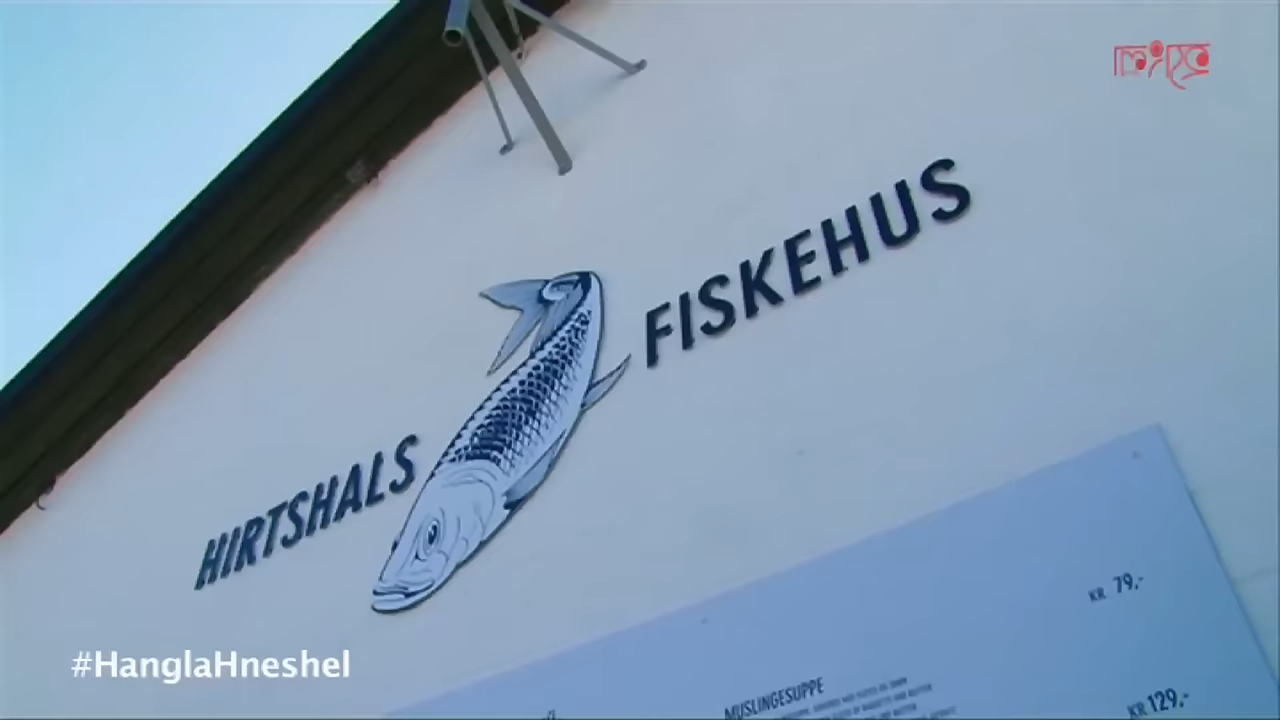 HIRTSHALS FISKEHUS
KR 79,-
MUSLINGESUPPE
KR 129,-
#HanglaHneshel